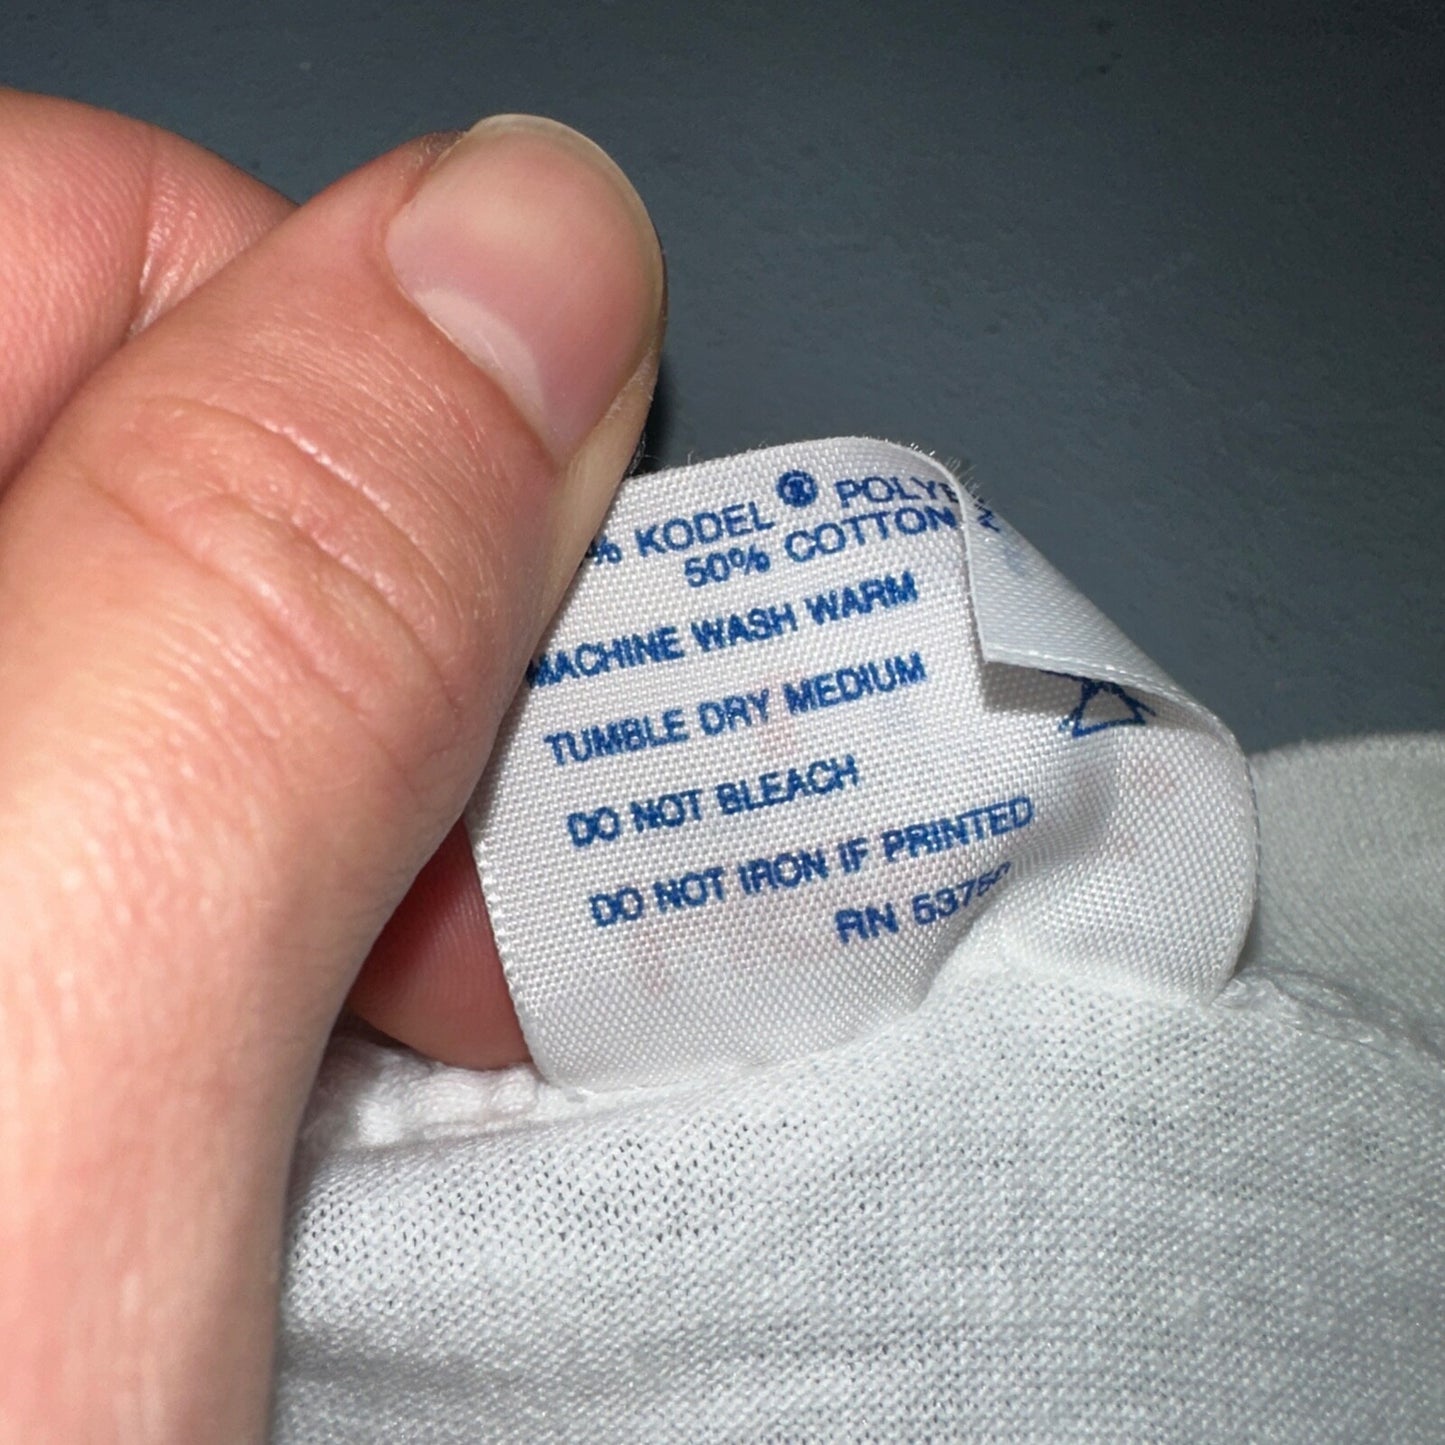 % KODEL ® POLYE
50% COTTON
MACHINE WASH WARM
TUMBLE DRY MEDIUM
DO NOT BLEACH
DO NOT IRON IF PRINTED
RN